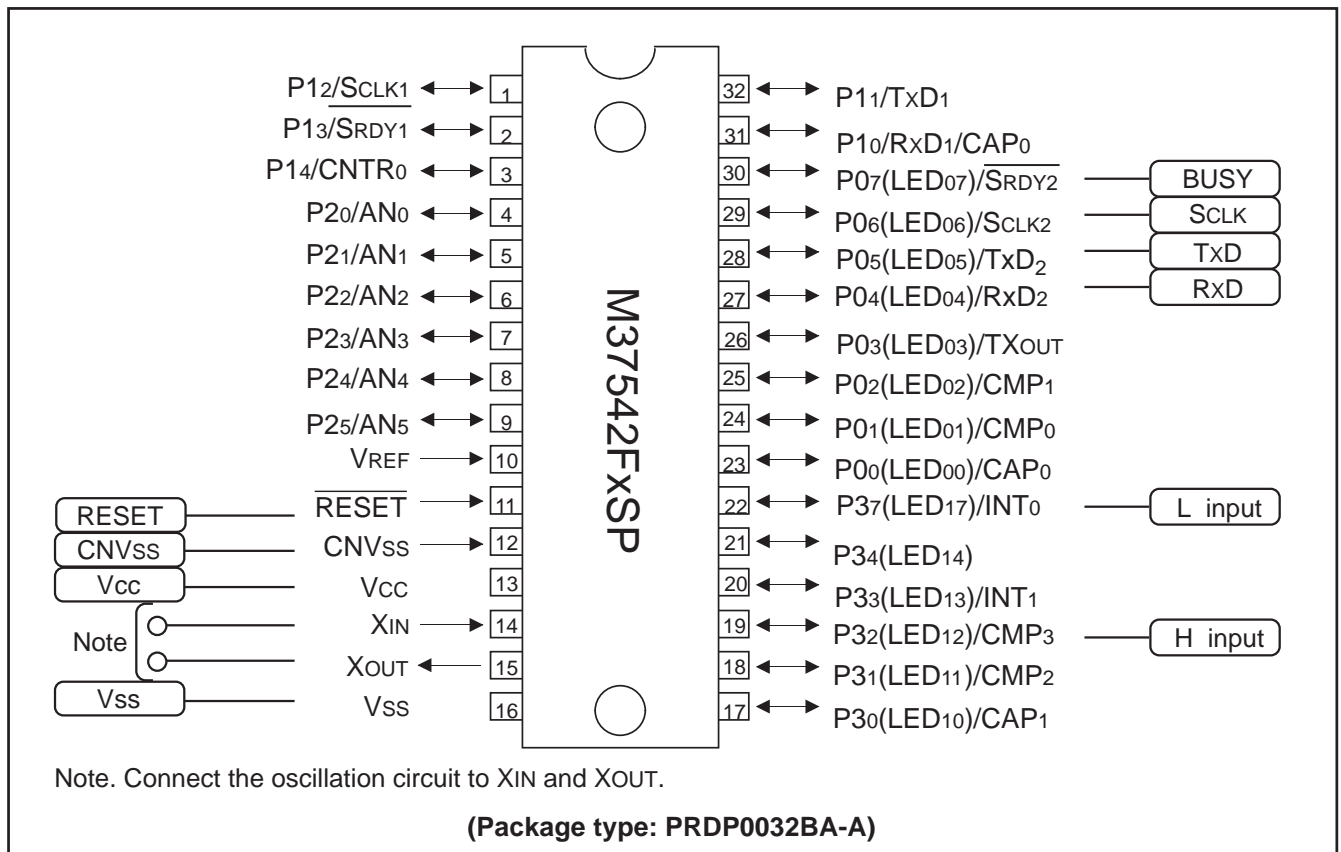 P12/SCLK1 1 32 P11/TXD1
P13/SRDY1 2 31 P10/RXD1/CAP0
P14/CNTR0 3 30 P07(LED07)/SRDY2 BUSY
P20/AN0 4 29 P06(LED06)/SCLK2 SCLK
P21/AN1 5 28 P05(LED05)/TxD2 TXD
P22/AN2 6 27 P04(LED04)/RxD2 RXD
P23/AN3 7 26 P03(LED03)/TXOUT
P24/AN4 8 25 P02(LED02)/CMP1
P25/AN5 9 24 P01(LED01)/CMP0
VREF 10 23 P00(LED00)/CAP0
RESET RESET 11 22 P37(LED17)/INT0 L input
CNVSS CNVSS 12 21 P34(LED14)
Vcc VCC 13 20 P33(LED13)/INT1
Note XIN 14 19 P32(LED12)/CMP3 H input
XOUT 15 18 P31(LED11)/CMP2
Vss VSS 16 17 P30(LED10)/CAP1
M37542FxSP
Note. Connect the oscillation circuit to XIN and XOUT.
(Package type: PRDP0032BA-A)